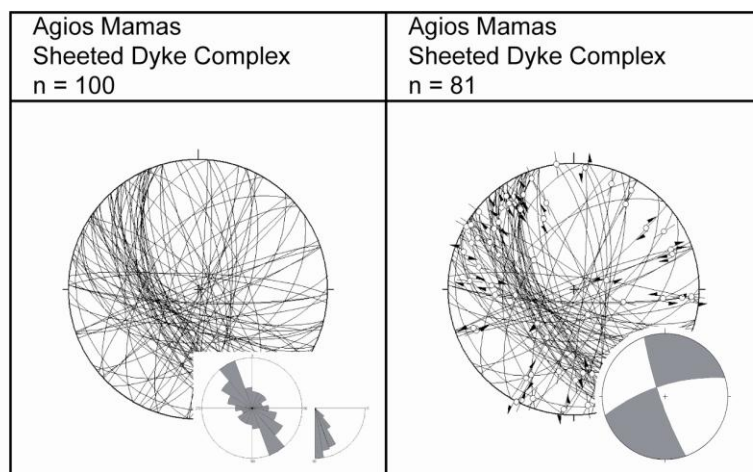 Agios Mamas
Sheeted Dyke Complex
n = 100
Agios Mamas
Sheeted Dyke Complex
n = 81